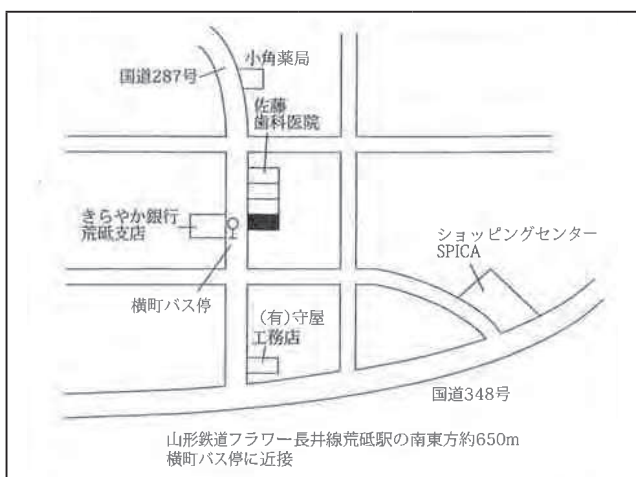 小角薬局
国道287号
佐藤
歯科医院
きらやか銀行
荒砥支店
ショッピングセンター
SPICA
横町バス停
(有)守屋
工務店
国道348号
山形鉄道フラワー長井線荒砥駅の南東方約650m
横町バス停に近接